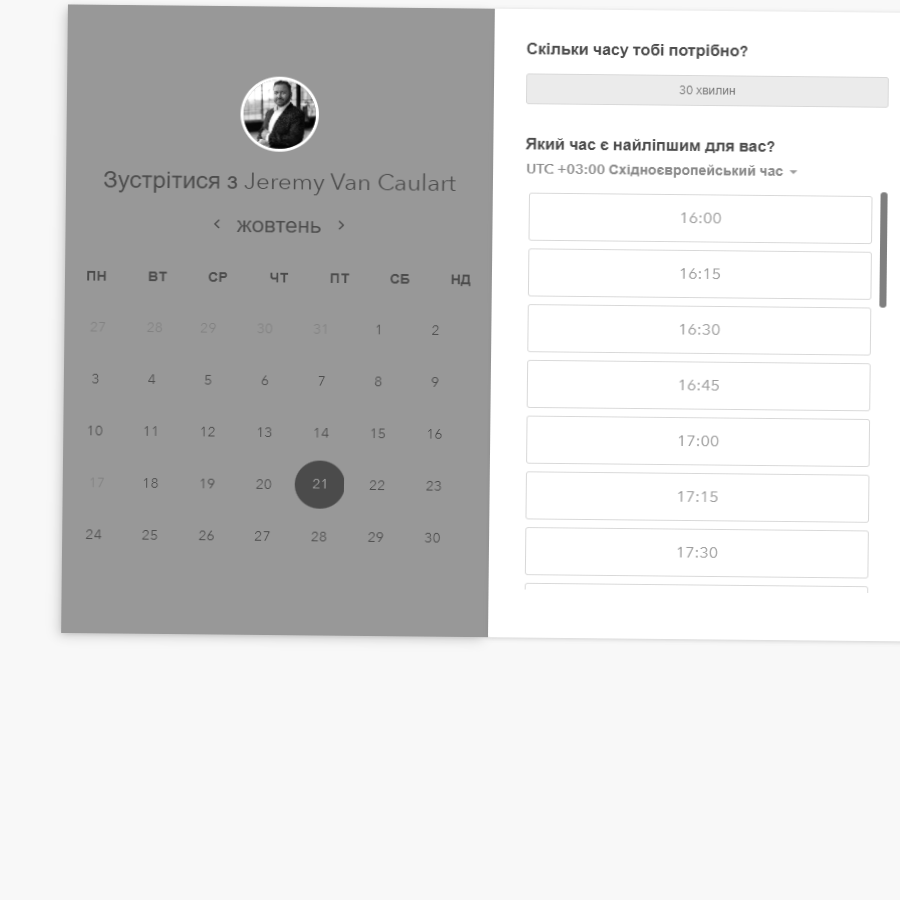 Зустрітися з Jeremy Van Caulart
жовтень
ПН ВТ СР ЧТ ПТ СБ НД
27 28 29 30 31 1 2
3 4 5 6 7 8 9
10 11 12 13 14 15 16
17 18 19 20 21 22 23
24 25 26 27 28 29 30
Скільки часу тобі потрібно?
30 хвилин
Який час є найліпшим для вас?
UTC +03:00 Східноєвропейський час
16:00
16:15
16:30
16:45
17:00
17:15
17:30